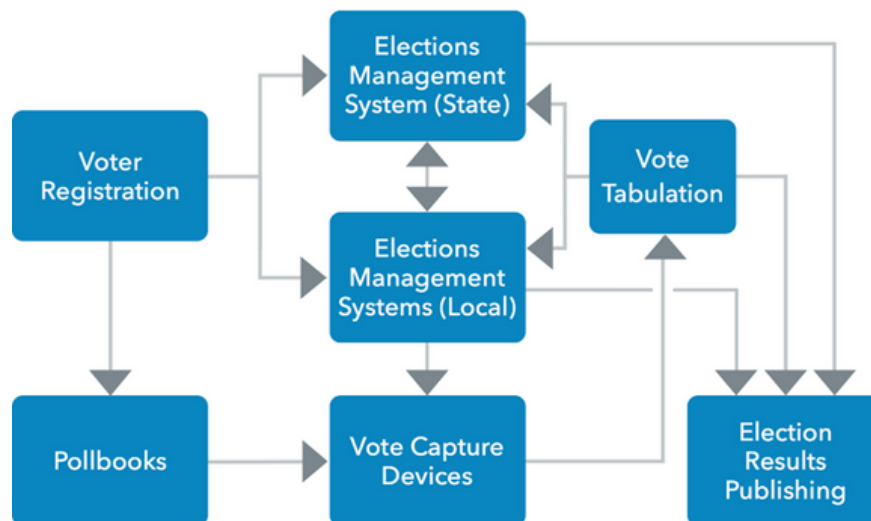 Elections
Management
System (State)
Voter
Registration
Vote
Tabulation
Elections
Management
Systems (Local)
Pollbooks
Vote Capture
Devices
Election
Results
Publishing